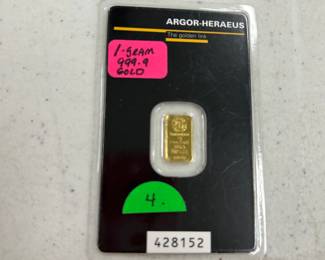 ARGOR-HERAEUS
The golden link
1-GRAM
999.9
GOLD
4.
428152